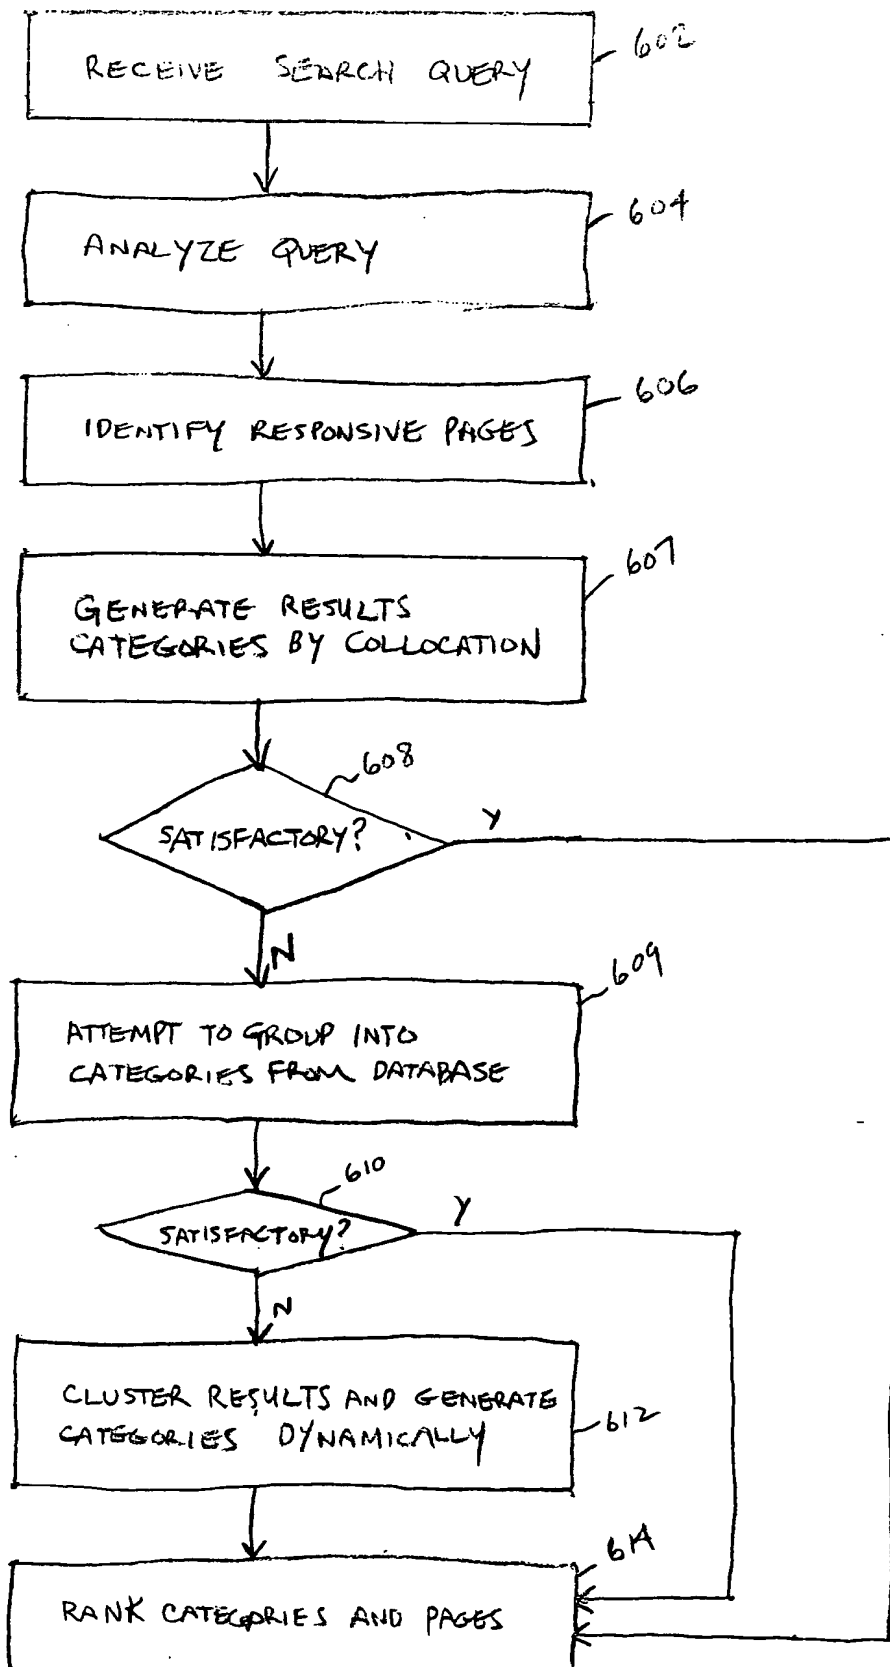 RECEIVE SEARCH QUERY
602
ANALYZE QUERY
604
IDENTIFY RESPONSIVE PAGES
606
GENERATE RESULTS
CATEGORIES BY COLLOCATION
607
SATISFACTORY?
608
Y
N
ATTEMPT TO GROUP INTO
CATEGORIES FROM DATABASE
609
SATISFACTORY?
610
Y
N
CLUSTER RESULTS AND GENERATE
CATEGORIES DYNAMICALLY
612
RANK CATEGORIES AND PAGES
614